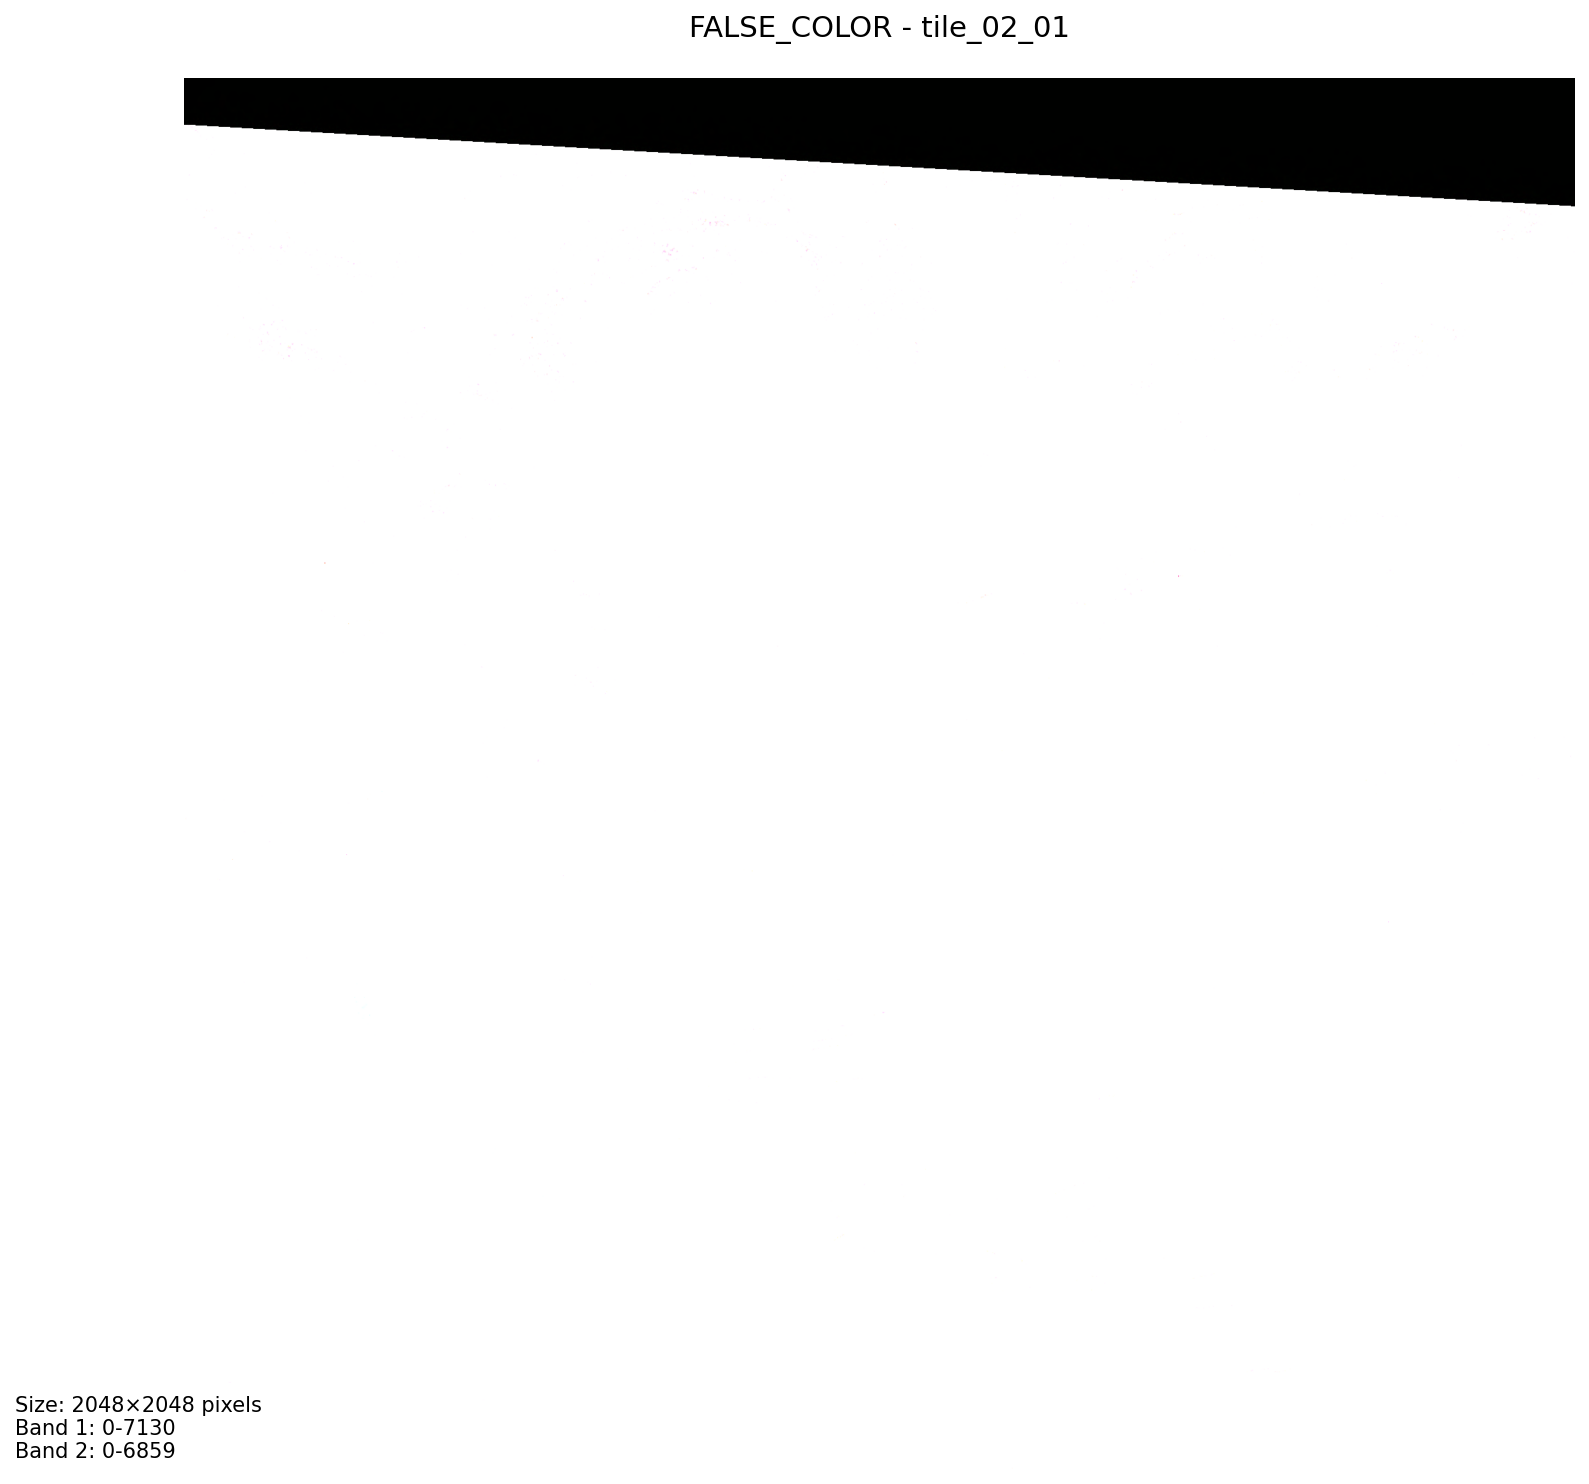 FALSE_COLOR - tile_02_01
Size: 2048×2048 pixels
Band 1: 0-7130
Band 2: 0-6859